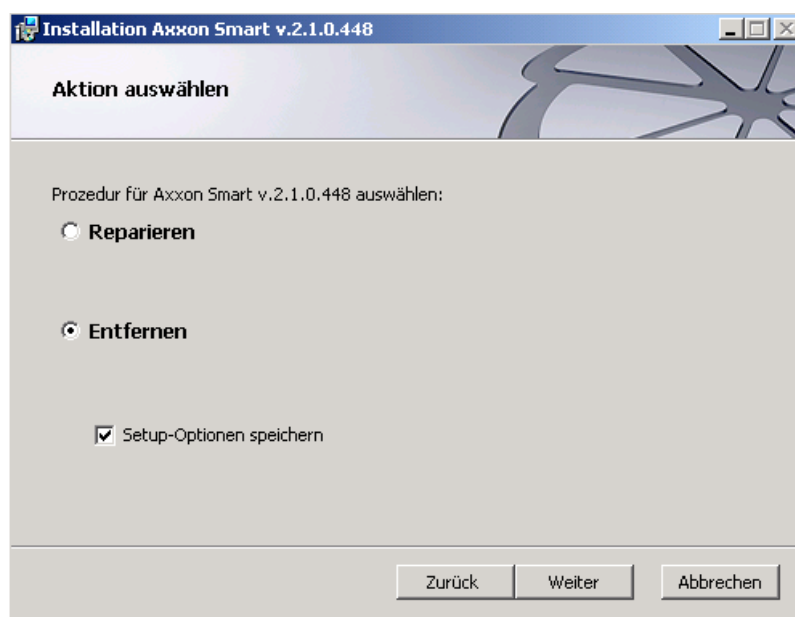 Installation Axxon Smart v.2.1.0.448
Aktion auswählen
Prozedur für Axxon Smart v.2.1.0.448 auswählen:
Reparieren
Entfernen
Setup-Optionen speichern
Zurück Weiter Abbrechen